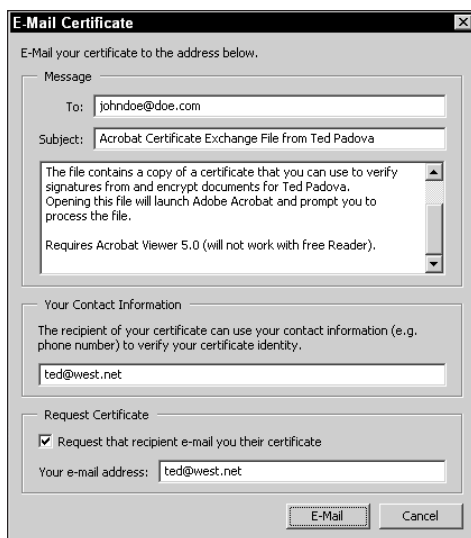 E-Mail Certificate
E-Mail your certificate to the address below.
Message
To: johndoe@doe.com
Subject: Acrobat Certificate Exchange File from Ted Padova
The file contains a copy of a certificate that you can use to verify
signatures from and encrypt documents for Ted Padova.
Opening this file will launch Adobe Acrobat and prompt you to
process the file.
Requires Acrobat Viewer 5.0 (will not work with free Reader).
Your Contact Information
The recipient of your certificate can use your contact information (e.g.
phone number) to verify your certificate identity.
ted@west.net
Request Certificate
Request that recipient e-mail you their certificate
Your e-mail address: ted@west.net
E-Mail Cancel